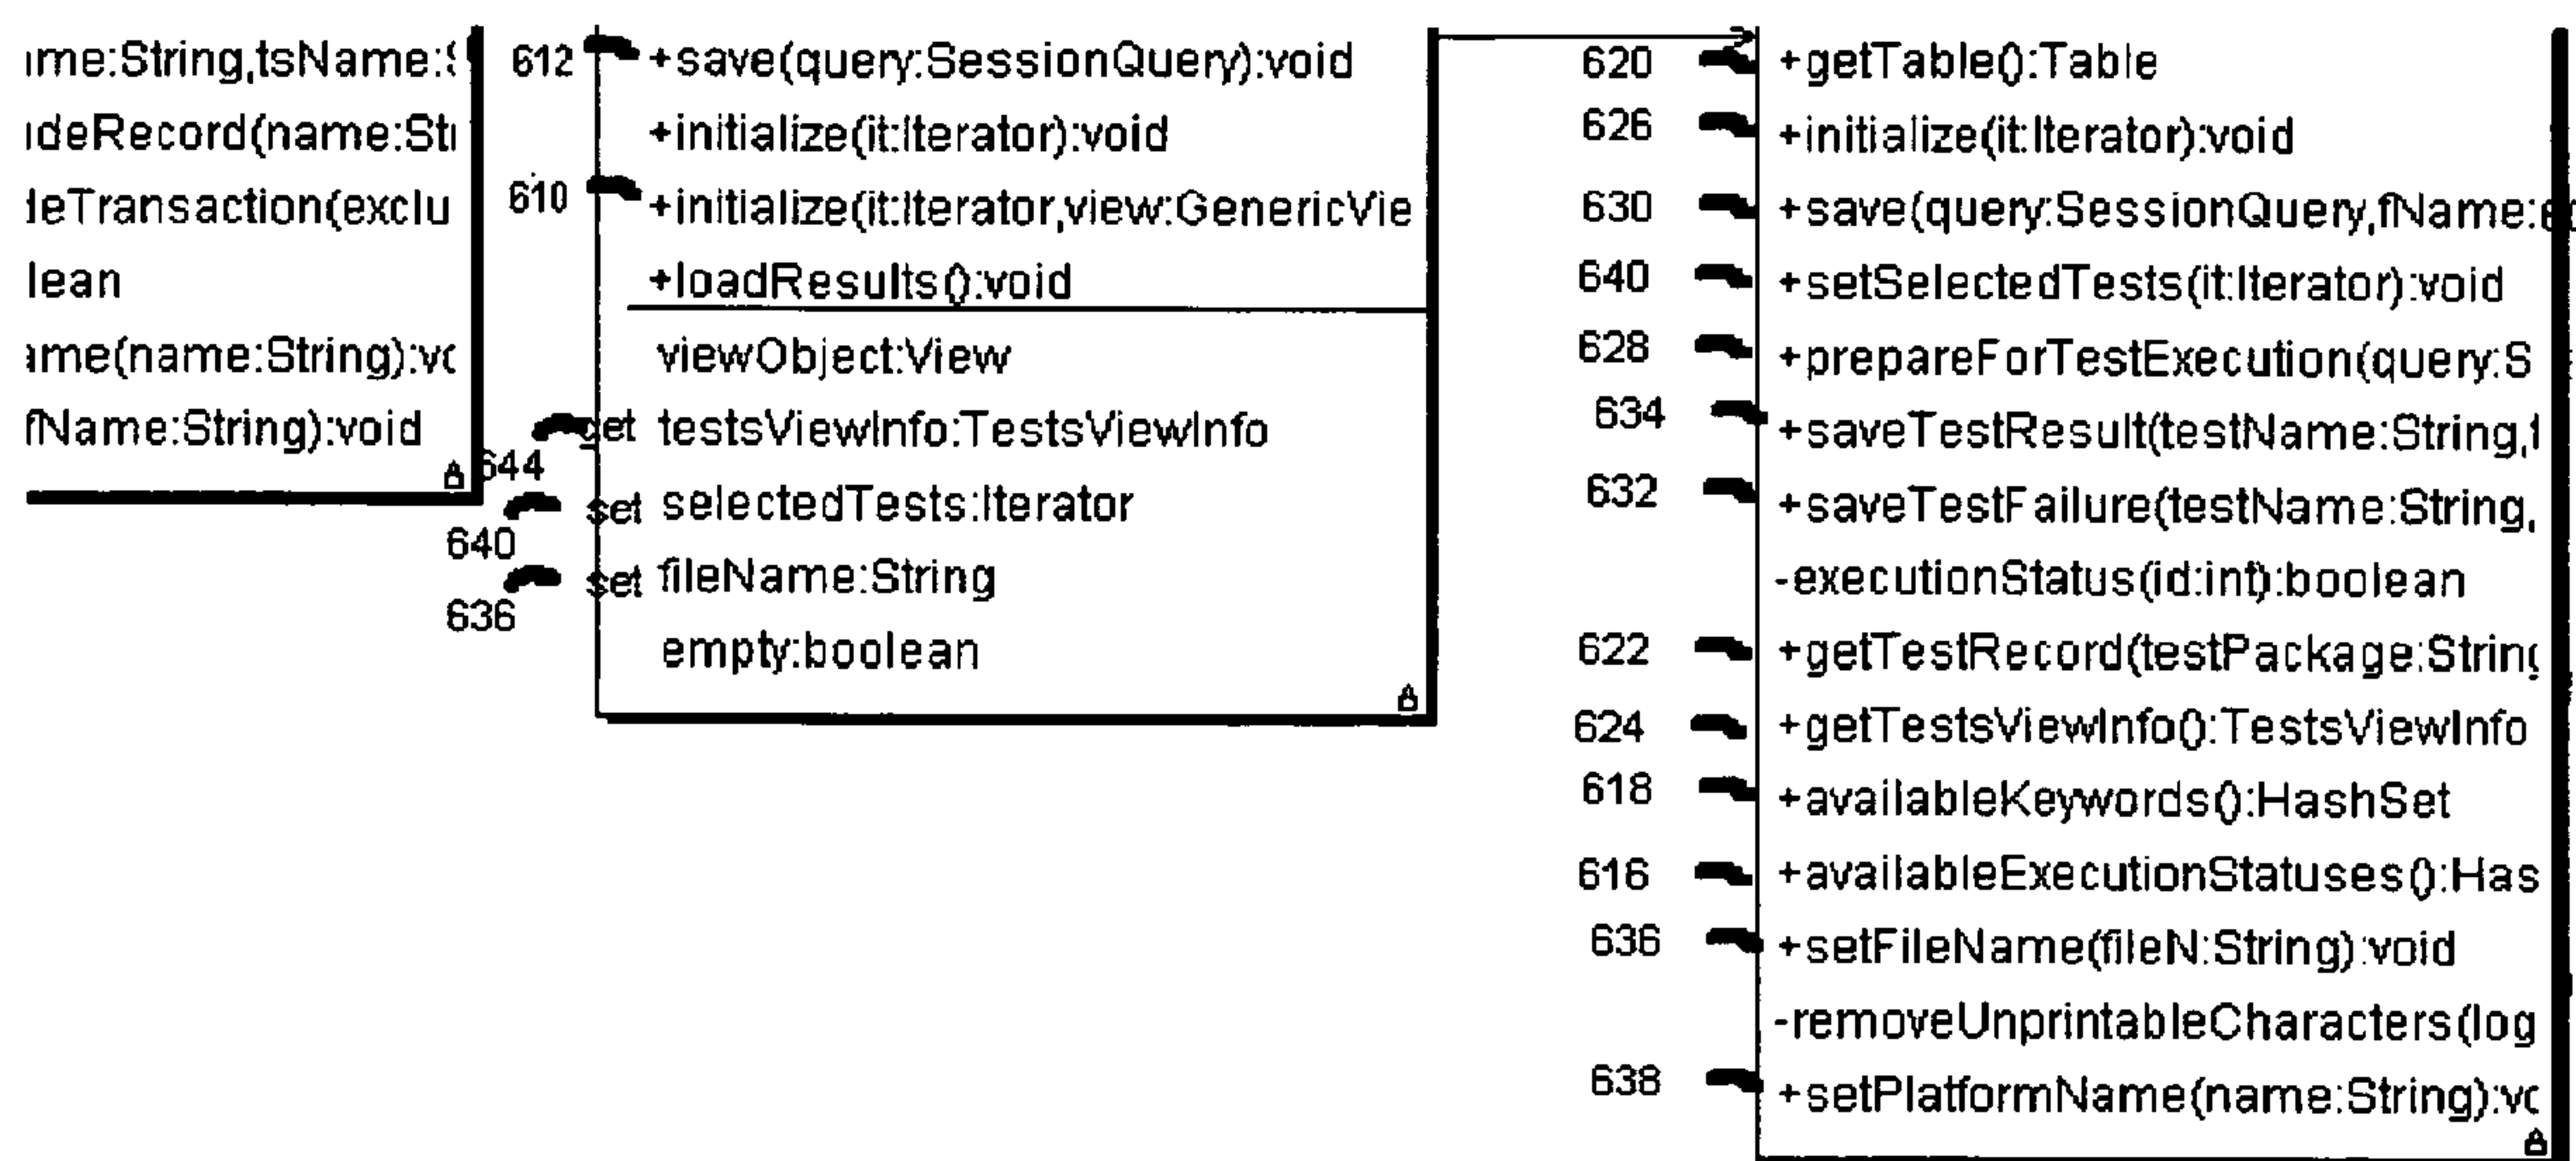 me:String,tsName:
deRecord(name:St
leTransaction(exclu
lean
me(name:String):v
fName:String):void
612 +save(query:SessionQuery):void
+initialize(it:Iterator):void
610 +initialize(it:Iterator,view:GenericVie
+loadResults():void
viewObject:View
644 get testsViewInfo:TestsViewInfo
640 set selectedTests:Iterator
636 set fileName:String
empty:boolean
620 +getTable():Table
626 +initialize(it:Iterator):void
630 +save(query:SessionQuery,fName:
640 +setSelectedTests(it:Iterator):void
628 +prepareForTestExecution(query:S
634 +saveTestResult(testName:String,
632 +saveTestFailure(testName:String,
-executionStatus(id:int):boolean
622 +getTestRecord(testPackage:String
624 +getTestsViewInfo():TestsViewInfo
618 +availableKeywords():HashSet
616 +availableExecutionStatuses():Has
636 +setFileName(fileN:String):void
-removeUnprintableCharacters(log
638 +setPlatformName(name:String):v